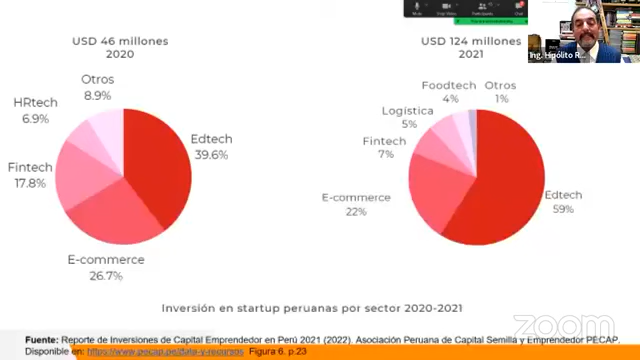 USD 46 millones
2020
USD 124 millones
2021
Otros
8.9%
HRtech
6.9%
Fintech
17.8%
Edtech
39.6%
E-commerce
26.7%
Foodtech
4%
Otros
1%
Logística
5%
Fintech
7%
E-commerce
22%
Edtech
59%
Inversión en startup peruanas por sector 2020-2021
Ing. Hipólito R...
zoom
Fuente: Reporte de Inversiones de Capital Emprendedor en Perú 2021 (2022). Asociación Peruana de Capital Semilla y Emprendedor PECAP.
Disponible en: https://www.pecap.pe/data-y-recursos Figura 6. p.23